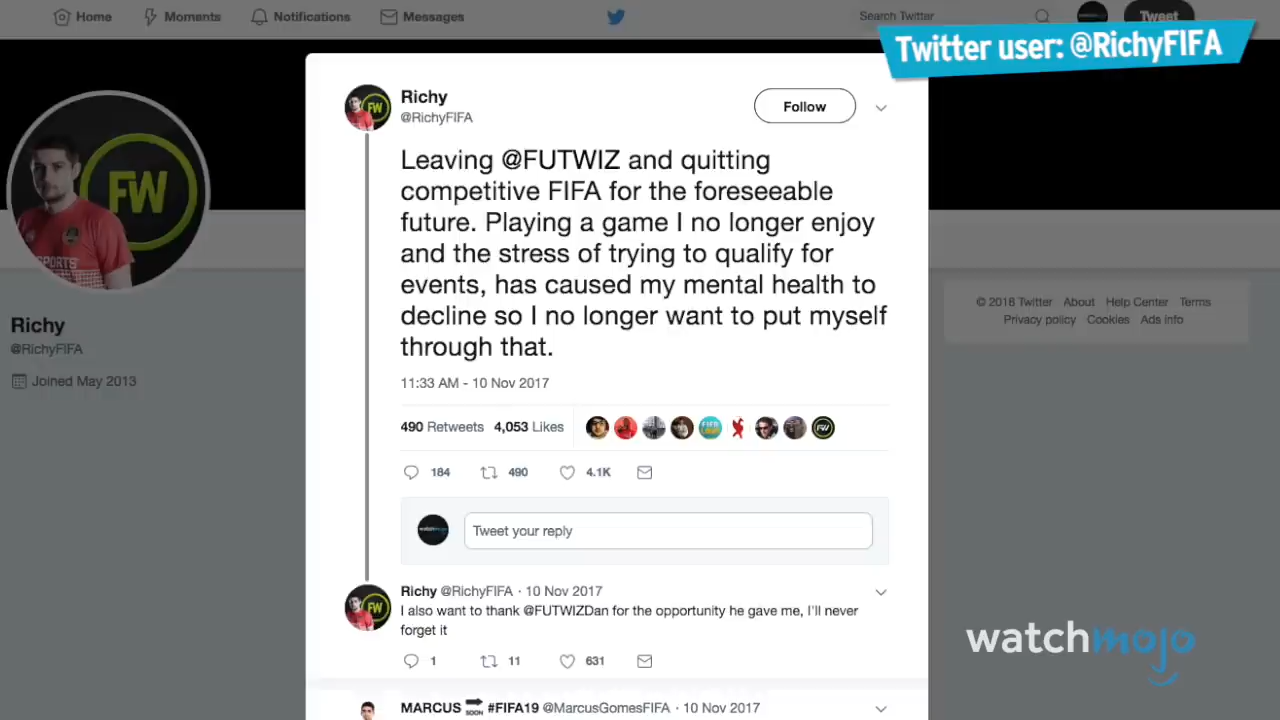 Home Moments Notifications Messages Search Twitter Tweet
Twitter user: @RichyFIFA
FW
Richy
@RichyFIFA
Joined May 2013
Richy
@RichyFIFA
Follow
Leaving @FUTWIZ and quitting
competitive FIFA for the foreseeable
future. Playing a game I no longer enjoy
and the stress of trying to qualify for
events, has caused my mental health to
decline so I no longer want to put myself
through that.
11:33 AM - 10 Nov 2017
490 Retweets 4,053 Likes
184 490 4.1K
Tweet your reply
Richy @RichyFIFA · 10 Nov 2017
I also want to thank @FUTWIZDan for the opportunity he gave me, I'll never
forget it
1 11 631
MARCUS SOON #FIFA19 @MarcusGomesFIFA · 10 Nov 2017
© 2018 Twitter About Help Center Terms
Privacy policy Cookies Ads info
watchmojo